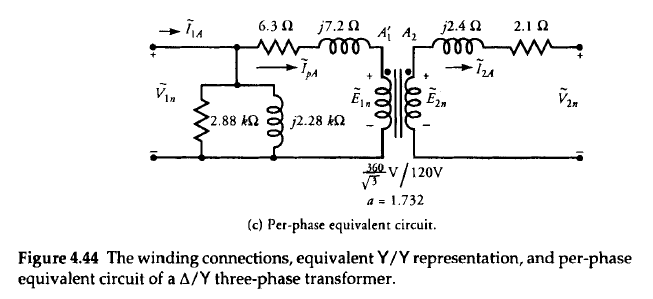 Ĩ₁A 6.3 Ω j7.2 Ω A′₁ A₂ j2.4 Ω 2.1 Ω
+ ĨpA Ĩ₂A +
+ +
Ṽ₁n Ẽ₁n Ẽ₂n Ṽ₂n
2.88 kΩ j2.28 kΩ
− − − −
360/√3 V/120V
a = 1.732
(c) Per-phase equivalent circuit.
Figure 4.44 The winding connections, equivalent Y/Y representation, and per-phase
equivalent circuit of a Δ/Y three-phase transformer.